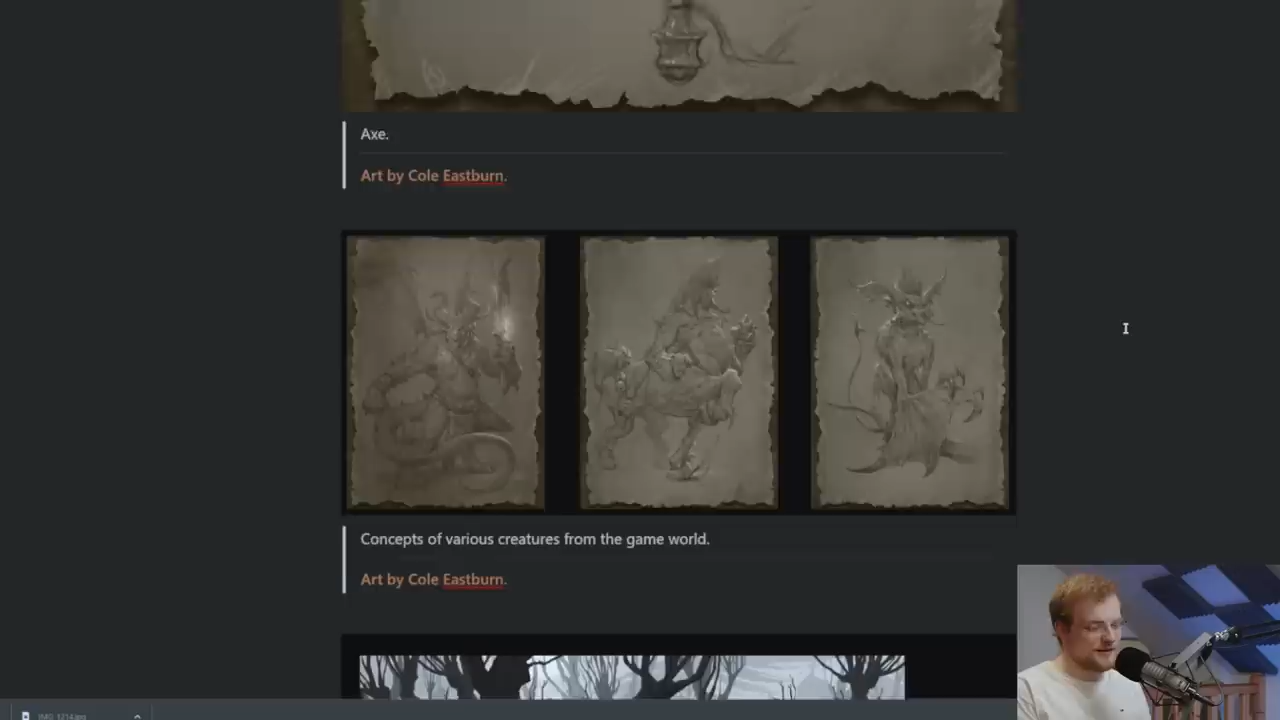 Axe.
Art by Cole Eastburn.
Concepts of various creatures from the game world.
Art by Cole Eastburn.